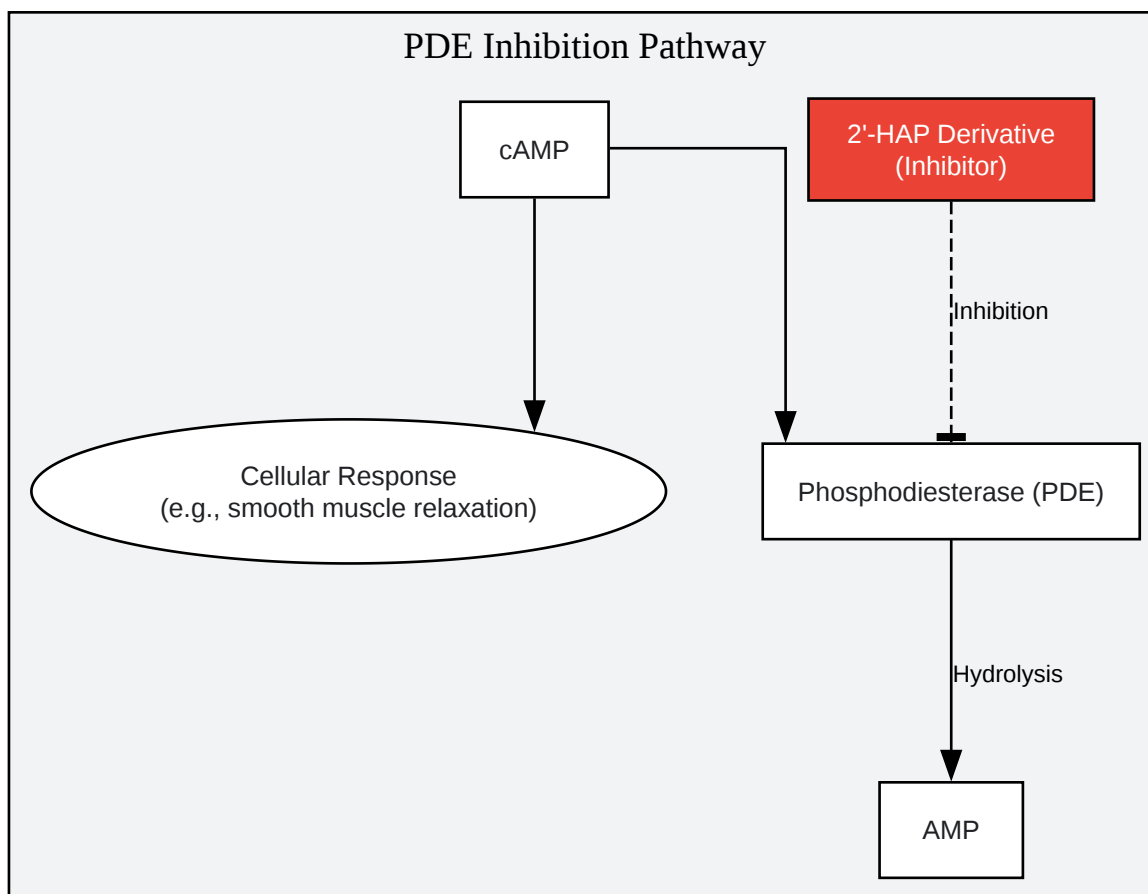 PDE Inhibition Pathway
cAMP
2'-HAP Derivative
(Inhibitor)
Inhibition
Cellular Response
(e.g., smooth muscle relaxation)
Phosphodiesterase (PDE)
Hydrolysis
AMP